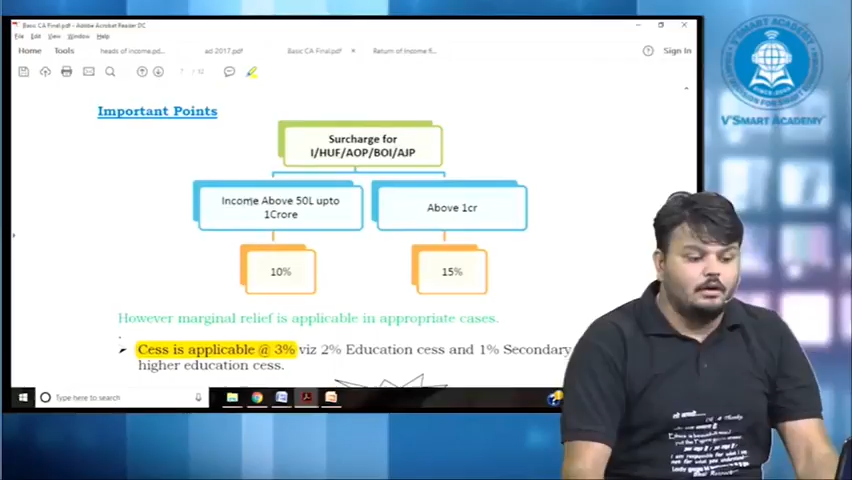 Basic CA Final.pdf - Adobe Acrobat Reader DC
File Edit View Window Help
Home Tools heads of income.pd... ad 2017.pdf Basic CA Final.pdf Return of Income fi... Sign In
7 / 12
Important Points
Surcharge for
I/HUF/AOP/BOI/AJP
Income Above 50L upto
1Crore
Above 1cr
10%
15%
However marginal relief is applicable in appropriate cases.
Cess is applicable @ 3% viz 2% Education cess and 1% Secondary
higher education cess.
Type here to search
V'SMART ACADEMY
SINCE-2005